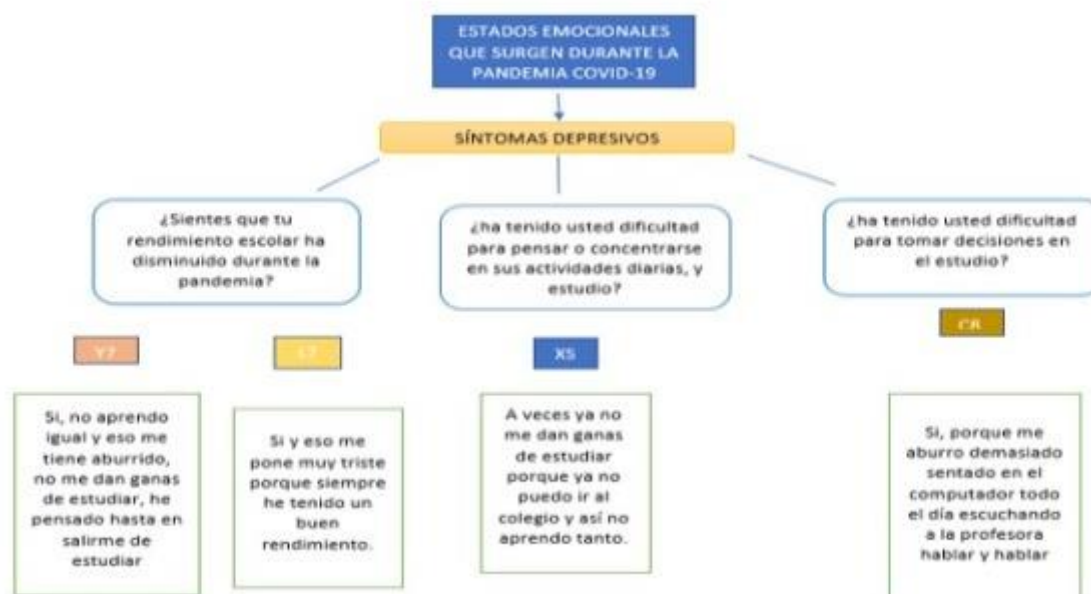 ESTADOS EMOCIONALES
QUE SURGEN DURANTE LA
PANDEMIA COVID-19
SÍNTOMAS DEPRESIVOS
¿Sientes que tu
rendimiento escolar ha
disminuido durante la
pandemia?
¿ha tenido usted dificultad
para pensar o concentrarse
en sus actividades diarias, y
estudio?
¿ha tenido usted dificultad
para tomar decisiones en
el estudio?
Y7
L7
X5
C8
Si, no aprendo
igual y eso me
tiene aburrido,
no me dan ganas
de estudiar, he
pensado hasta en
salirme de
estudiar
Si y eso me
pone muy triste
porque siempre
he tenido un
buen
rendimiento.
A veces ya no
me dan ganas
de estudiar
porque ya no
puedo ir al
colegio y así no
aprendo tanto.
Si, porque me
aburro demasiado
sentado en el
computador todo
el día escuchando
a la profesora
hablar y hablar